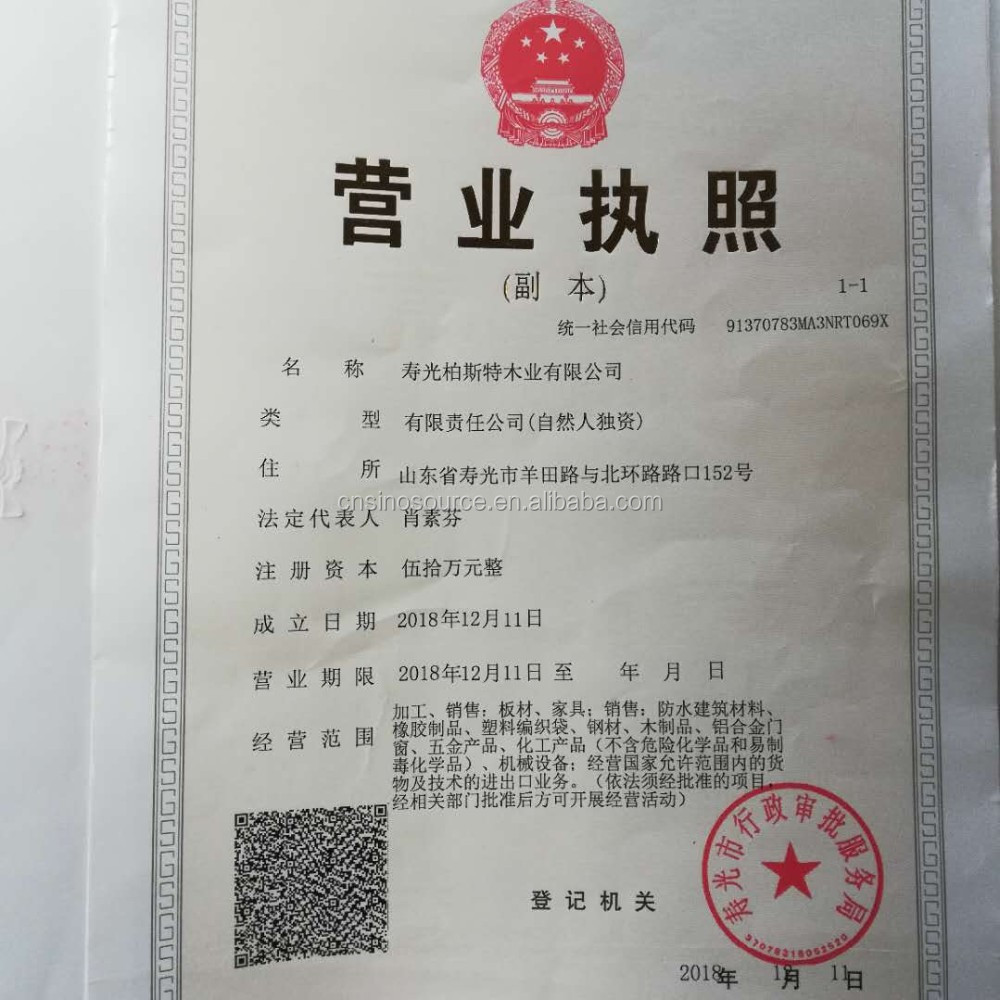 营业执照
(副 本)
1-1
统一社会信用代码 91370783MA3NRT069X
名 称 寿光柏斯特木业有限公司
类 型 有限责任公司(自然人独资)
住 所 山东省寿光市羊田路与北环路路口152号
cnsinosource.en.alibaba.com
法定代表人 肖素芬
注册资本 伍拾万元整
成立日期 2018年12月11日
营业期限 2018年12月11日 至 年 月 日
经营范围 加工、销售：板材、家具；销售：防水建筑材料、
橡胶制品、塑料编织袋、钢材、木制品、铝合金门
窗、五金产品、化工产品（不含危险化学品和易制
毒化学品）、机械设备；经营国家允许范围内的货
物及技术的进出口业务。（依法须经批准的项目，
经相关部门批准后方可开展经营活动）
寿光市行政审批服务局
登记机关
37078318052520
2018年 12月 11日